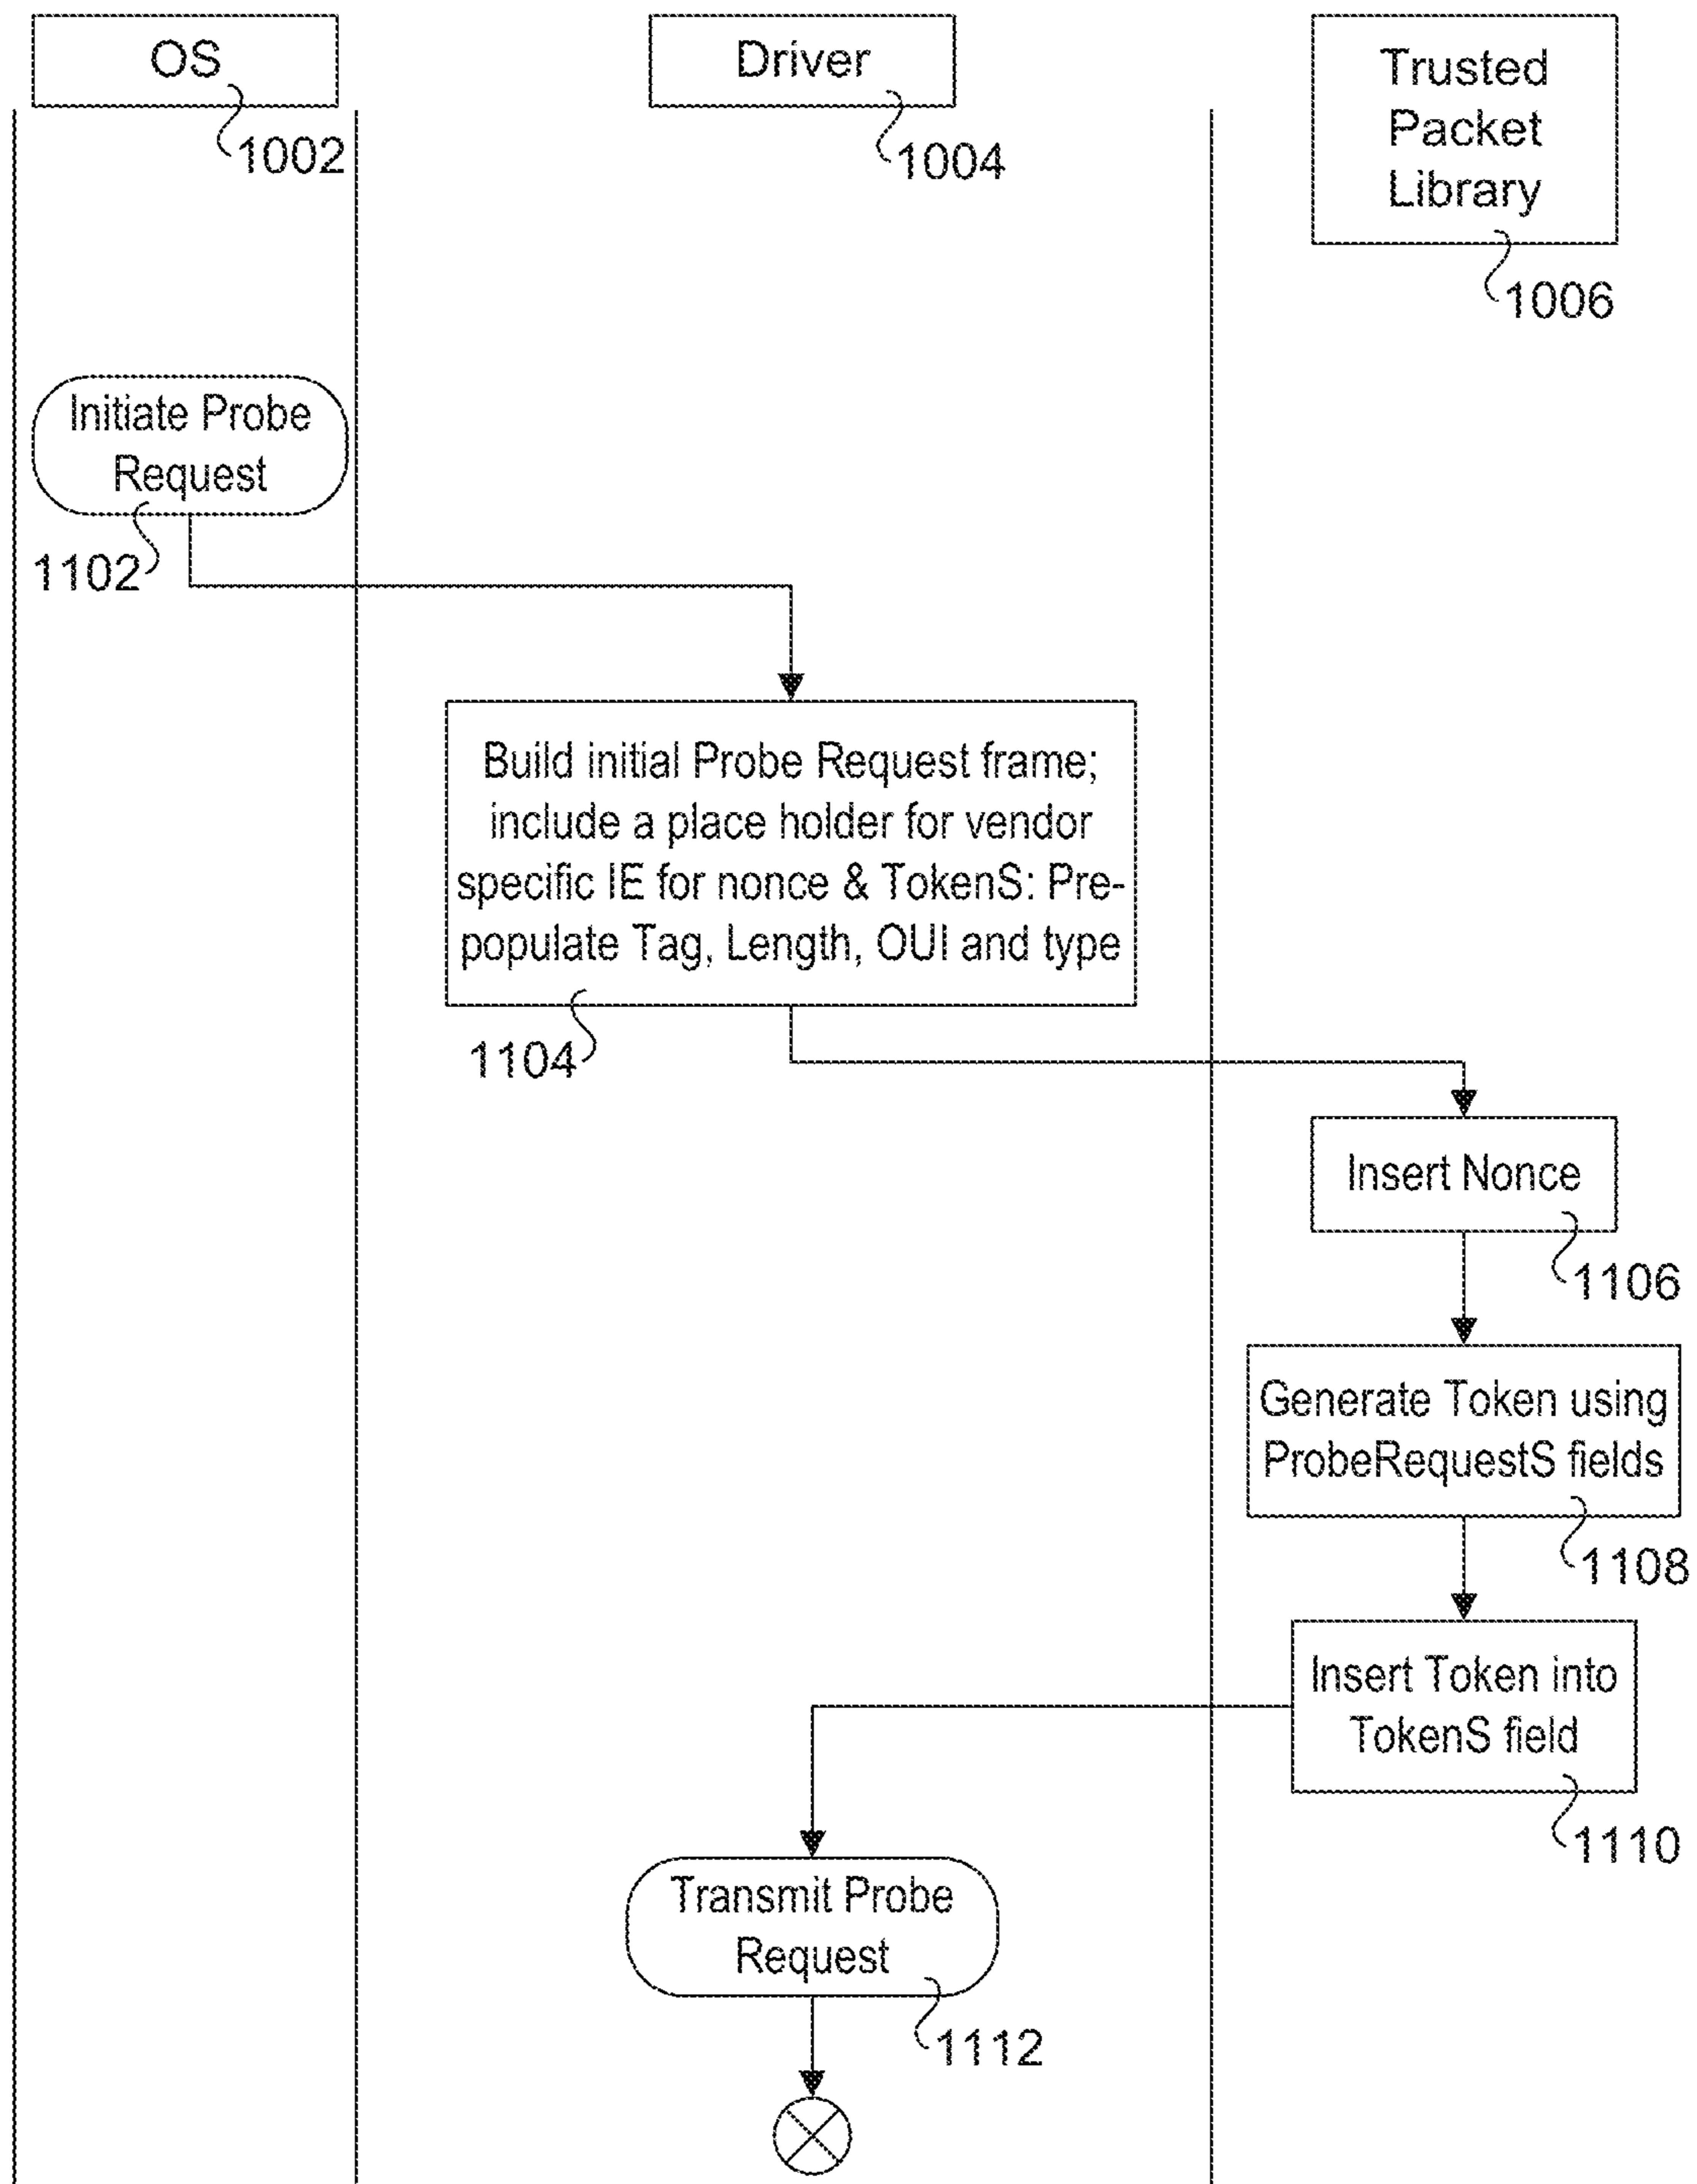 OS
1002
Driver
1004
Trusted
Packet
Library
1006
Initiate Probe
Request
1102
Build initial Probe Request frame;
include a place holder for vendor
specific IE for nonce & TokenS: Pre-
populate Tag, Length, OUI and type
1104
Insert Nonce
1106
Generate Token using
ProbeRequestS fields
1108
Insert Token into
TokenS field
1110
Transmit Probe
Request
1112